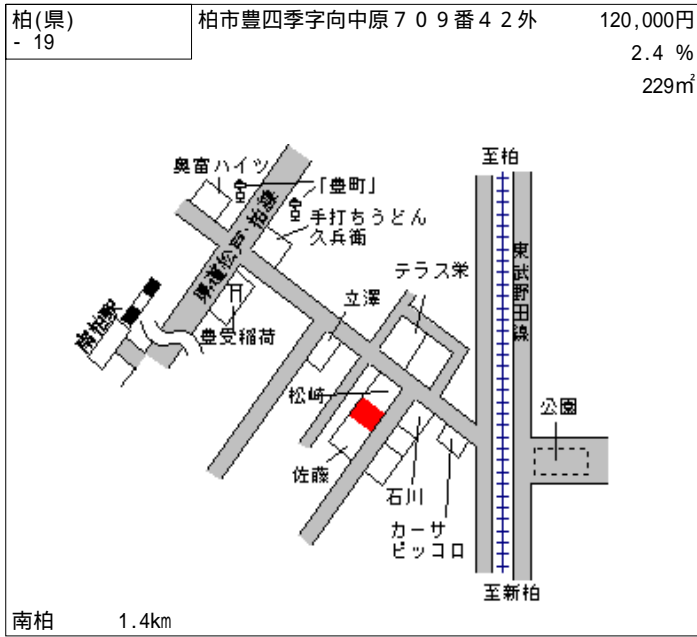 柏(県)
- 19
柏市豊四季字向中原７０９番４２外
120,000円
2.4 %
229㎡
至柏
奥富ハイツ
「豊町」
手打ちうどん
久兵衛
県道松戸・柏線
東武野田線
テラス栄
立澤
南柏駅
豊受稲荷
松崎
公園
佐藤
石川
カーサ
ピッコロ
至新柏
南柏
1.4km